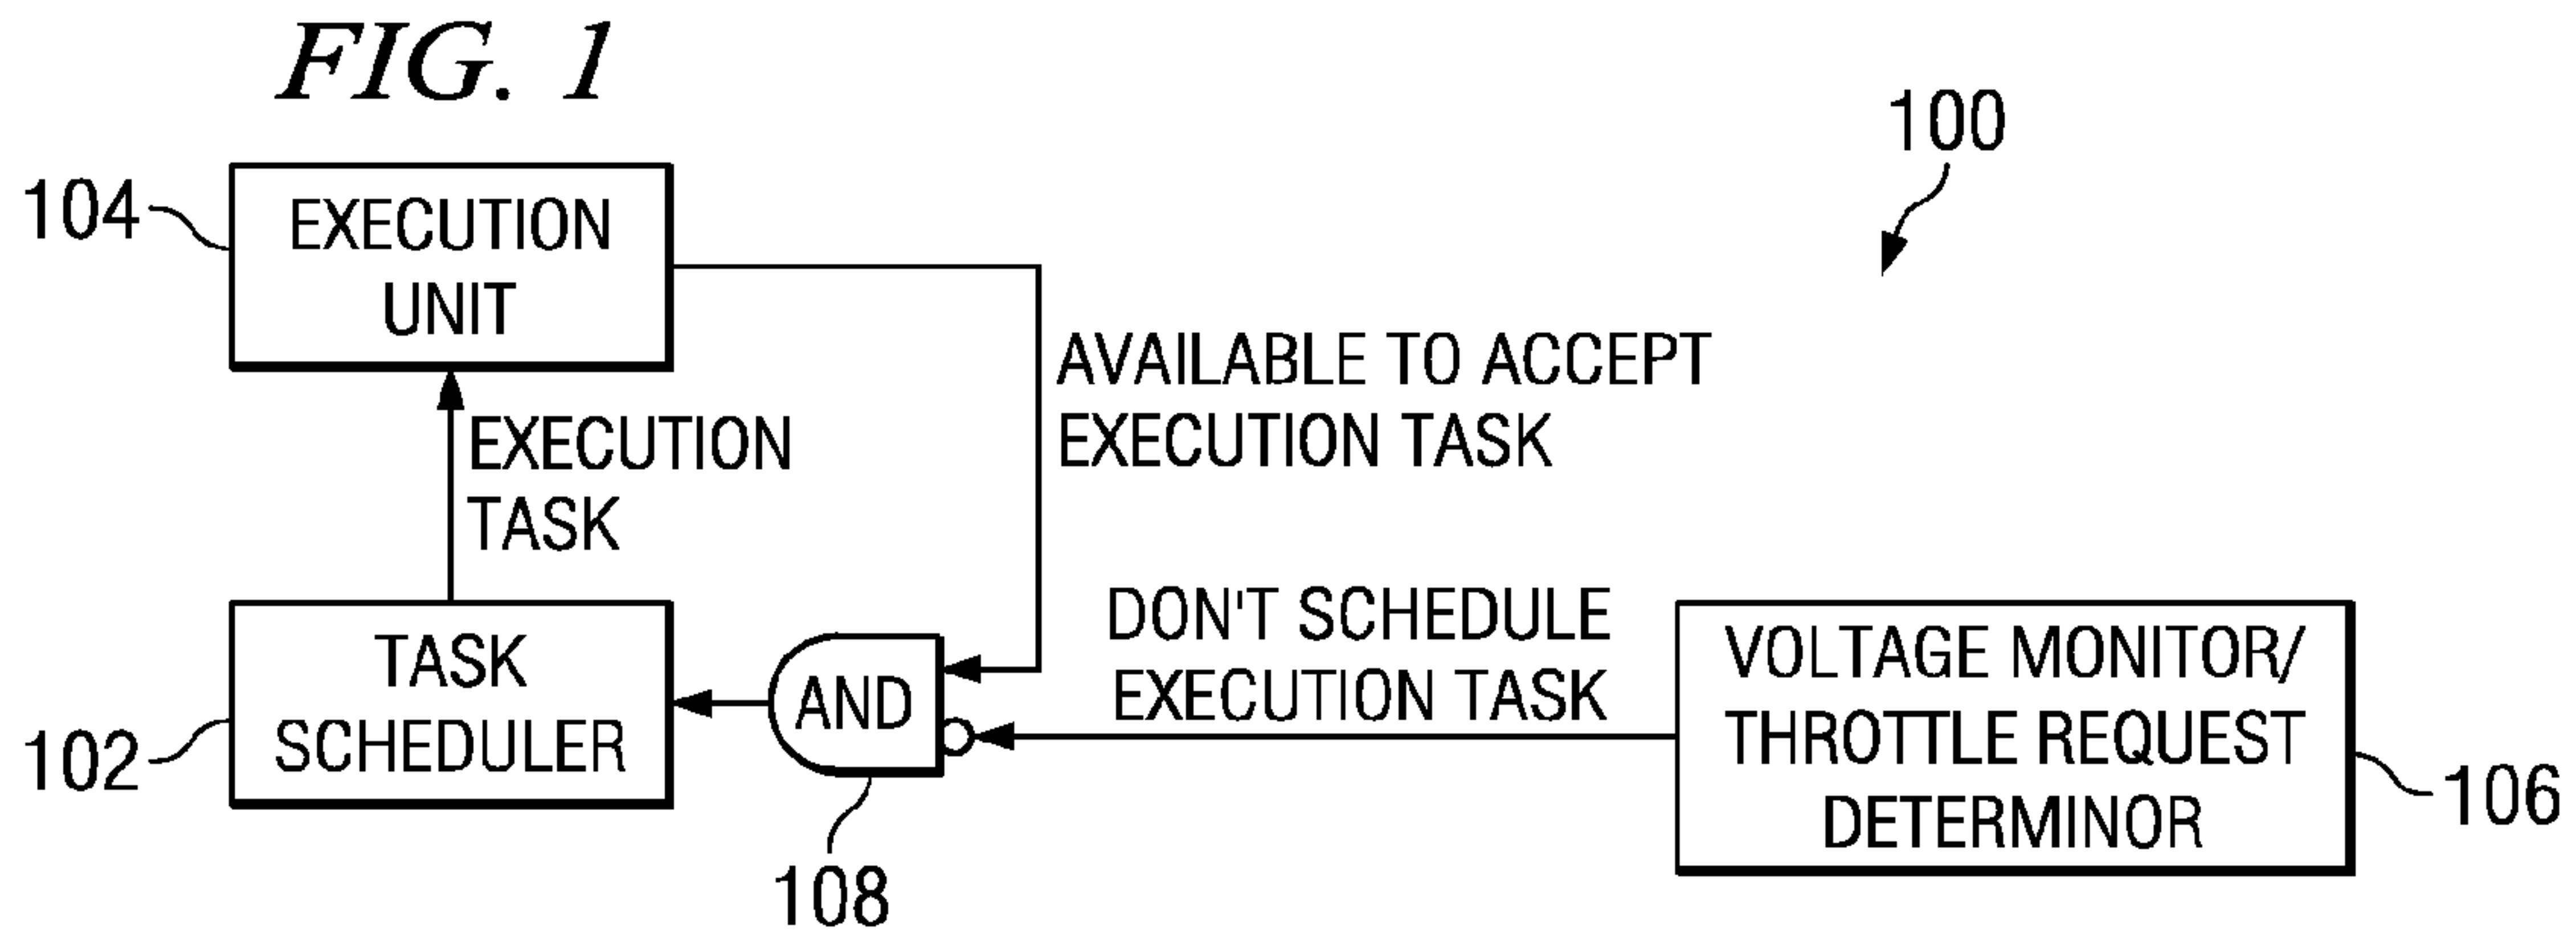 FIG. 1
100
104
EXECUTION
UNIT
AVAILABLE TO ACCEPT
EXECUTION TASK
EXECUTION
TASK
DON'T SCHEDULE
EXECUTION TASK
102
TASK
SCHEDULER
AND
108
VOLTAGE MONITOR/
THROTTLE REQUEST
DETERMINOR
106